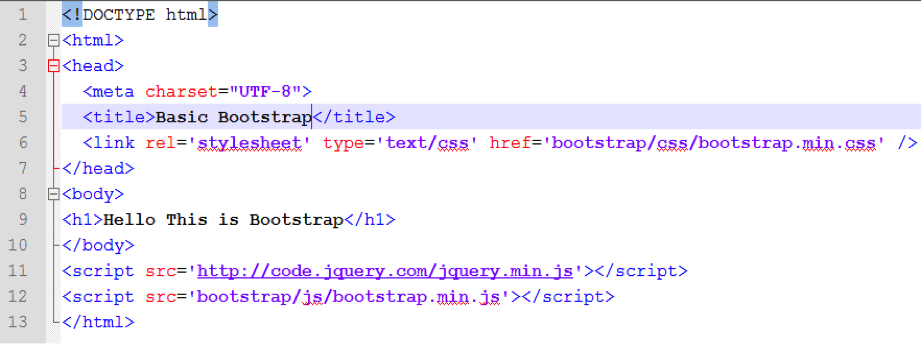 1 <!DOCTYPE html>
2 <html>
3 <head>
4 <meta charset="UTF-8">
5 <title>Basic Bootstrap</title>
6 <link rel='stylesheet' type='text/css' href='bootstrap/css/bootstrap.min.css' />
7 </head>
8 <body>
9 <h1>Hello This is Bootstrap</h1>
10 </body>
11 <script src='http://code.jquery.com/jquery.min.js'></script>
12 <script src='bootstrap/js/bootstrap.min.js'></script>
13 </html>